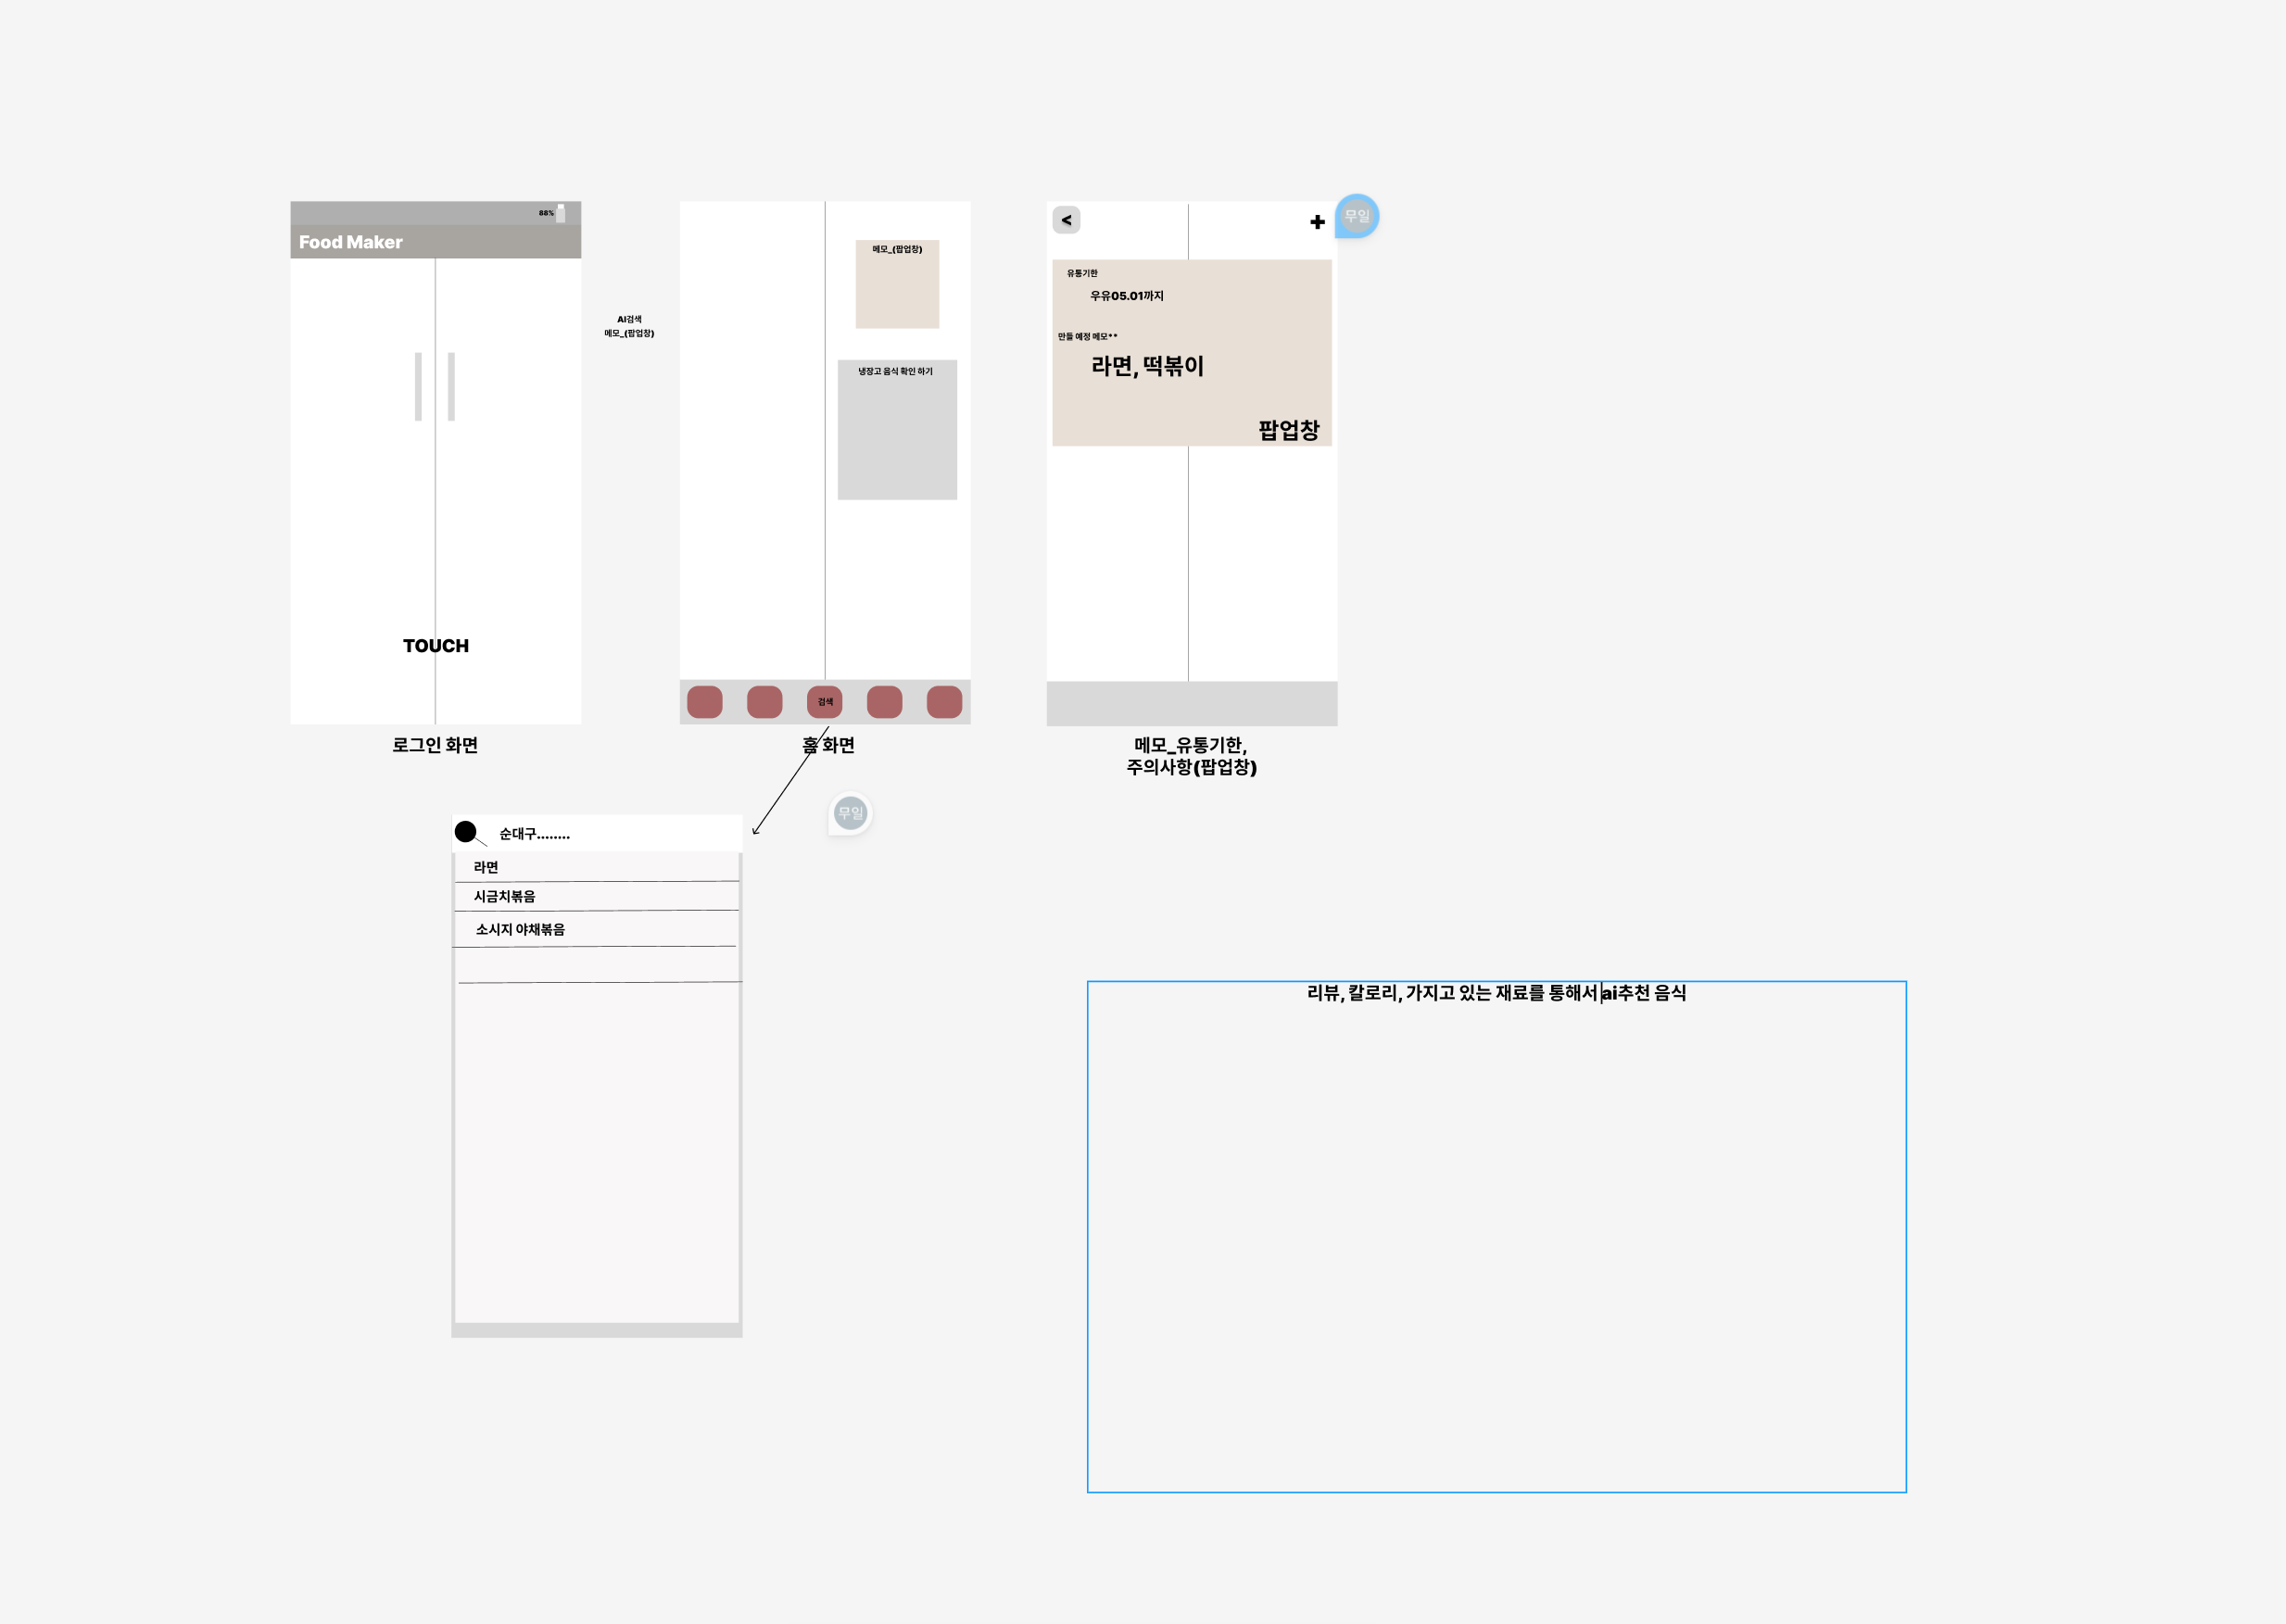 88%
Food Maker
TOUCH
로그인 화면
AI검색
메모_(팝업창)
메모_(팝업창)
냉장고 음식 확인 하기
검색
홈 화면
<
+
무일
유통기한
우유05.01까지
만들 예정 메모**
라면, 떡볶이
팝업창
메모_유통기한,
주의사항(팝업창)
무일
순대구........
라면
시금치볶음
소시지 야채볶음
리뷰, 칼로리, 가지고 있는 재료를 통해서 ai추천 음식